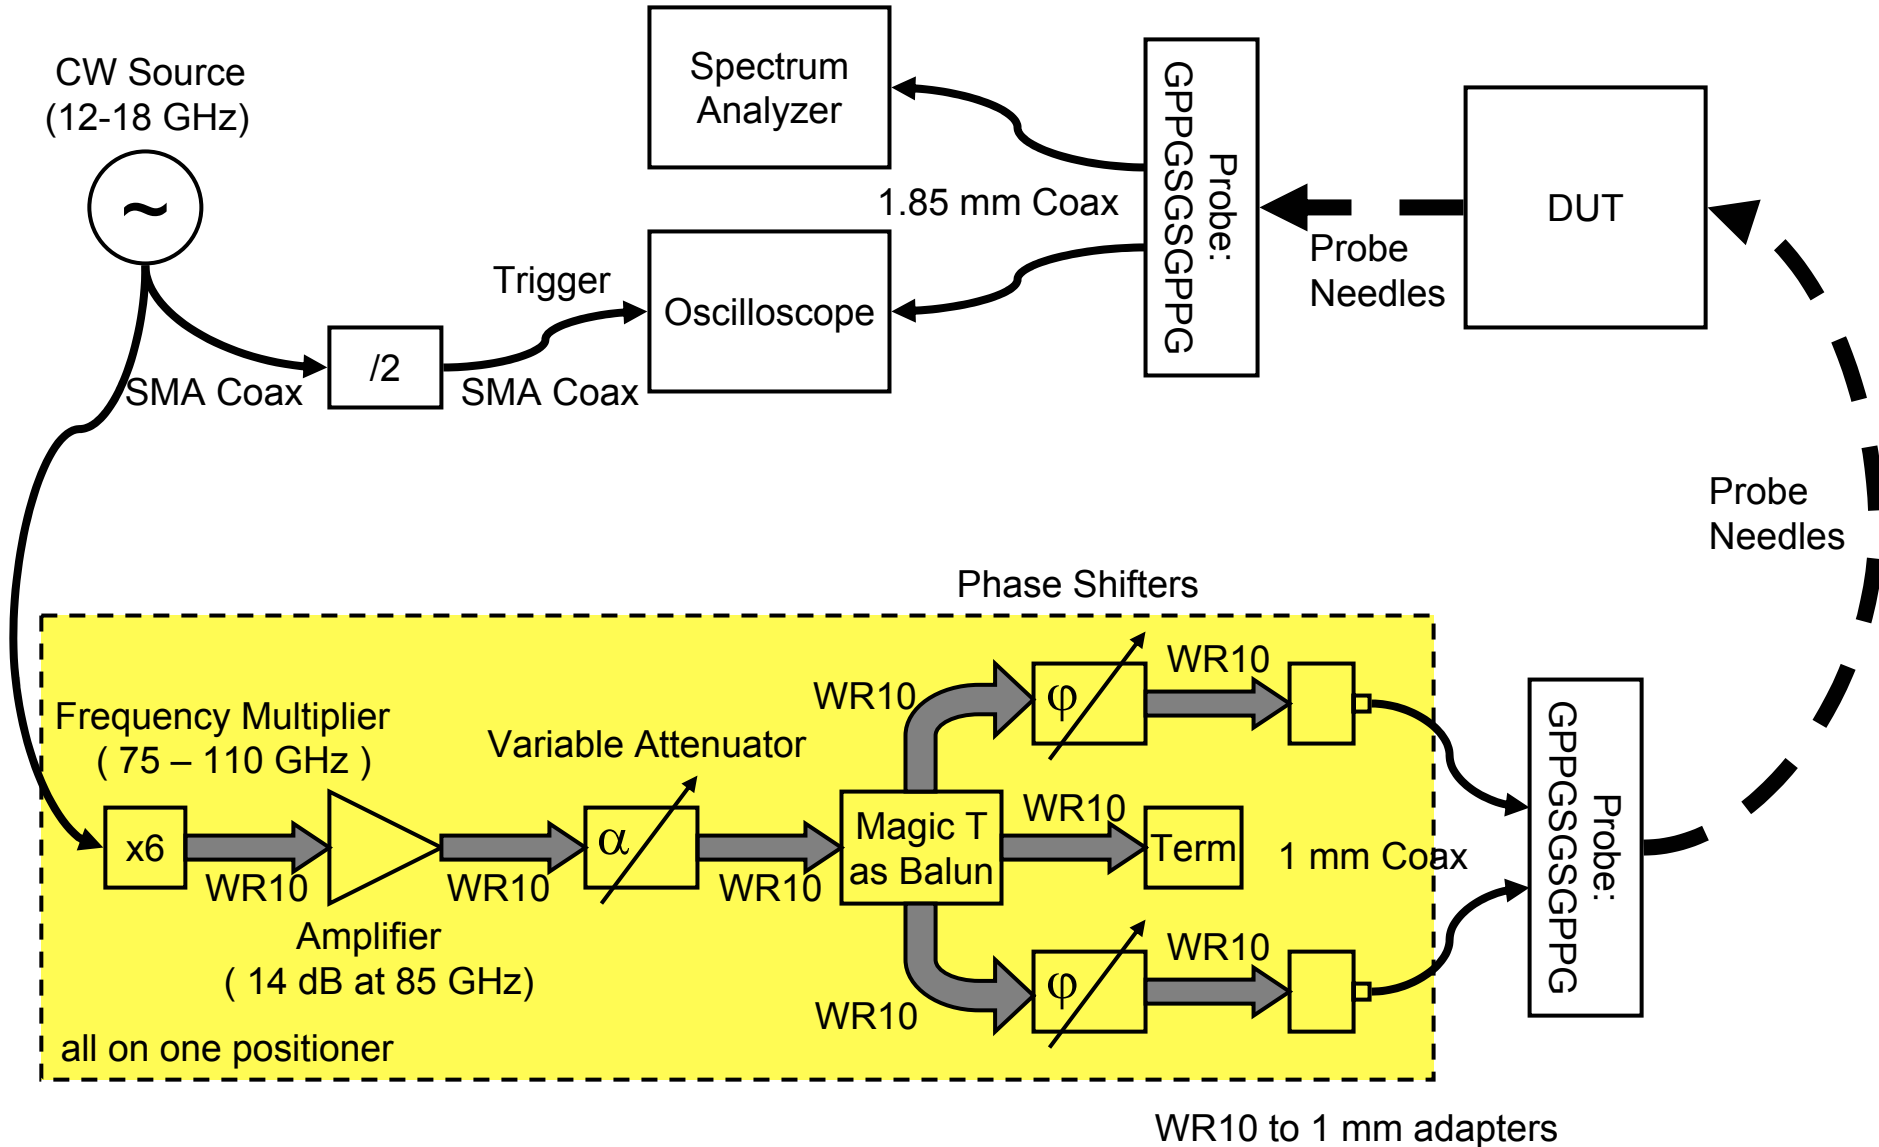 CW Source
(12-18 GHz)
~
Spectrum
Analyzer
Probe:
GPPGSGSGPPG
DUT
1.85 mm Coax
Probe
Needles
Trigger
Oscilloscope
/2
SMA Coax
SMA Coax
Probe
Needles
Phase Shifters
WR10
WR10
φ
Frequency Multiplier
( 75 – 110 GHz )
Variable Attenuator
x6
WR10
WR10
α
WR10
Magic T
as Balun
WR10
Term
1 mm Coax
Probe:
GPPGSGSGPPG
Amplifier
( 14 dB at 85 GHz)
WR10
φ
WR10
all on one positioner
WR10 to 1 mm adapters